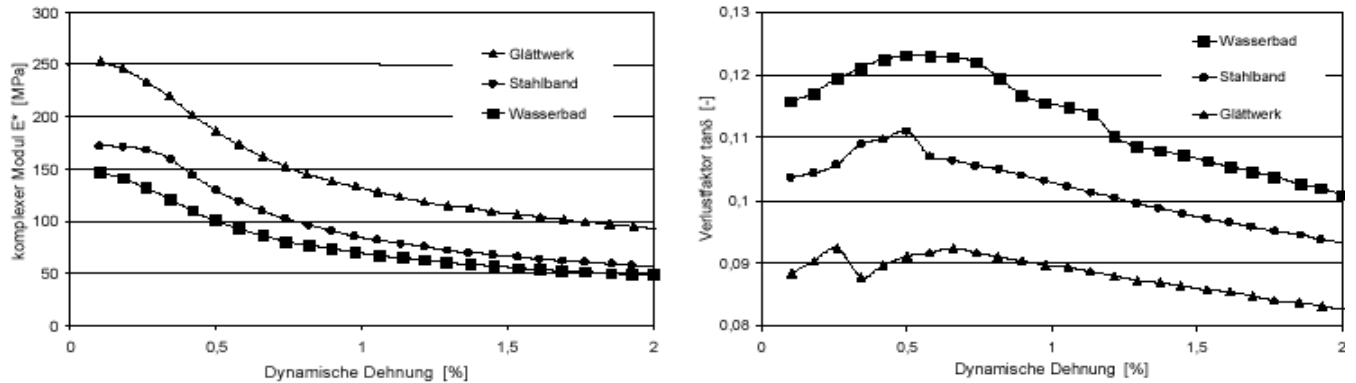 komplexer Modul E* [MPa]
300
250
200
150
100
50
0
0
0,5
1
1,5
2
Dynamische Dehnung [%]
Glättwerk
Stahlband
Wasserbad
Verlustfaktor tanδ [-]
0,13
0,12
0,11
0,1
0,09
0,08
0
0,5
1
1,5
2
Dynamische Dehnung [%]
Wasserbad
Stahlband
Glättwerk